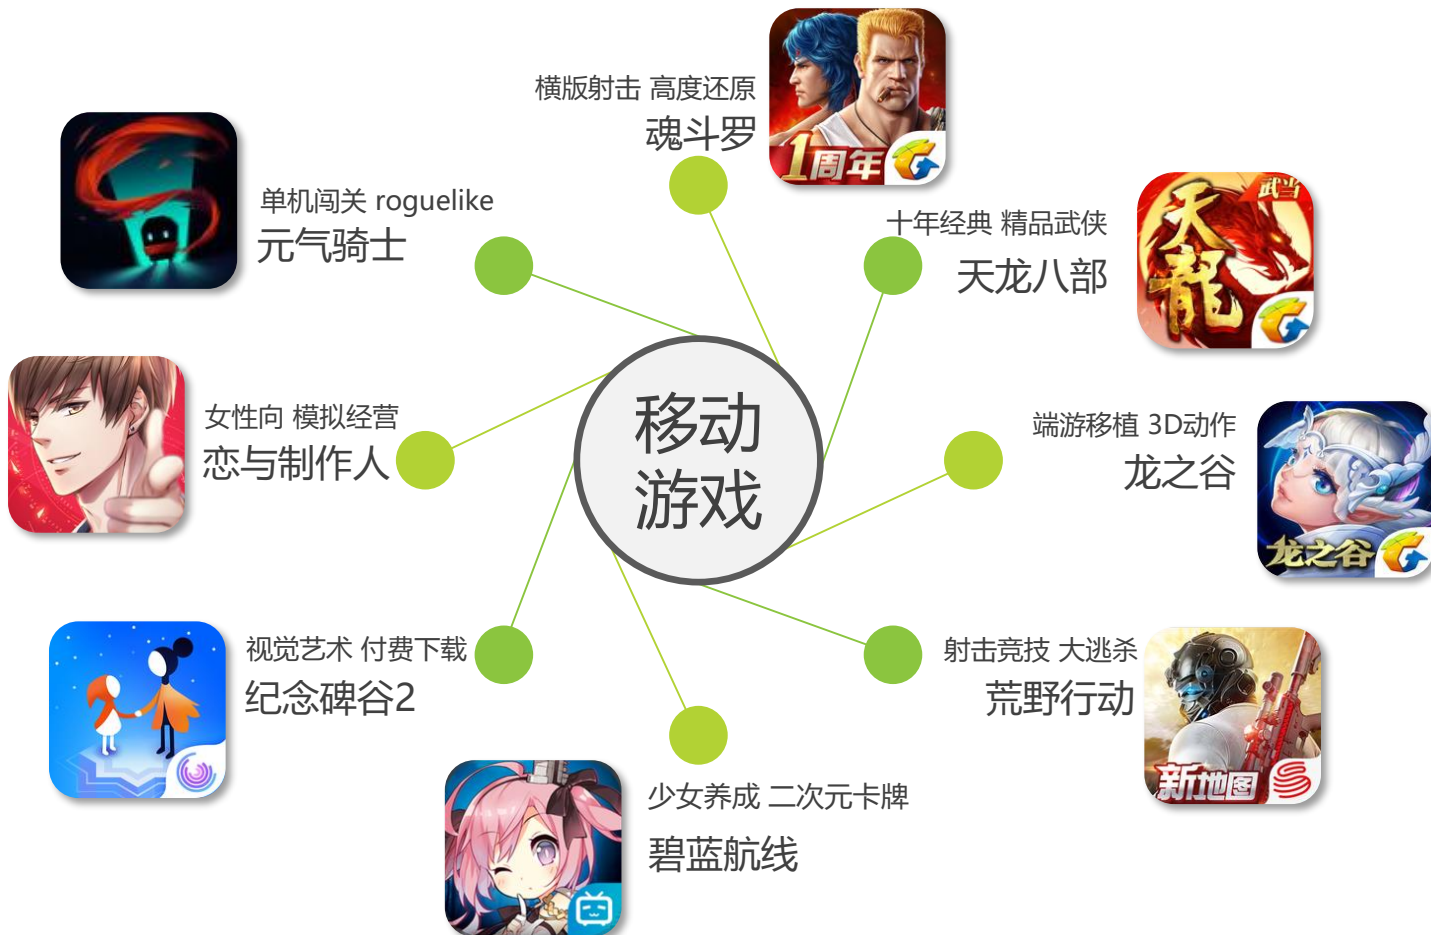 横版射击 高度还原
魂斗罗
1周年
单机闯关 roguelike
元气骑士
十年经典 精品武侠
天龙八部
武当
天龍
女性向 模拟经营
恋与制作人
移动
游戏
端游移植 3D动作
龙之谷
龙之谷
视觉艺术 付费下载
纪念碑谷2
射击竞技 大逃杀
荒野行动
新地图
少女养成 二次元卡牌
碧蓝航线